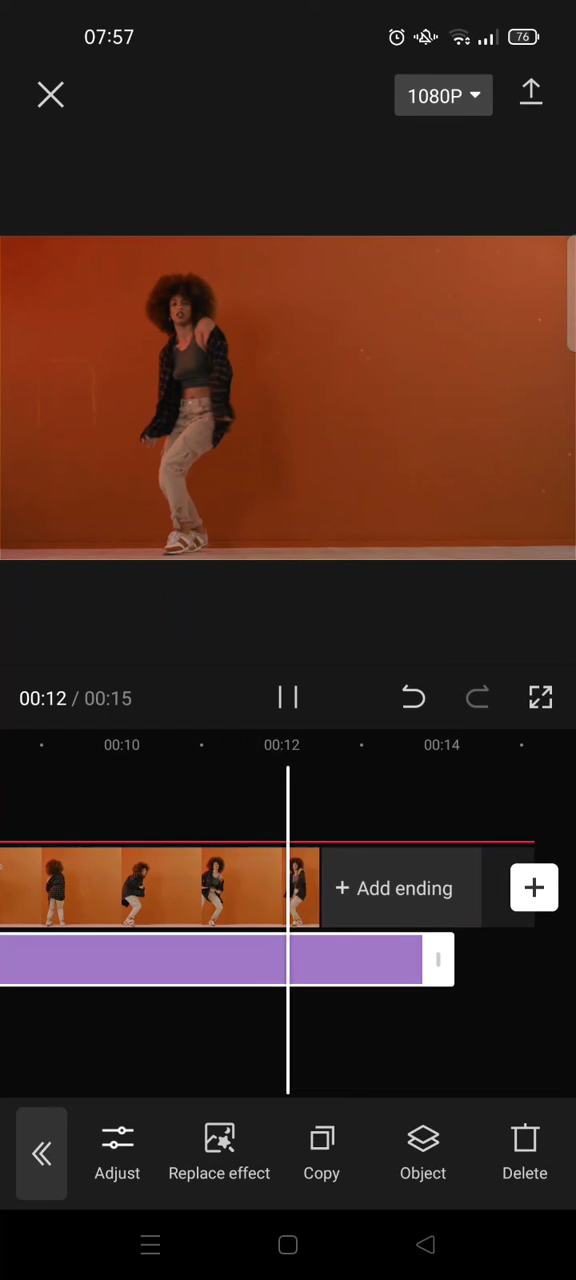 07:57
76
1080P
00:12 / 00:15
00:10
00:12
00:14
+ Add ending
+
Adjust
Replace effect
Copy
Object
Delete